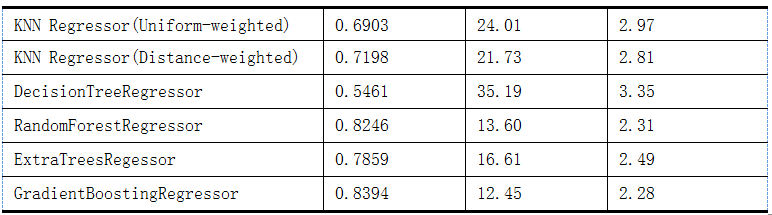 KNN Regressor(Uniform-weighted) 0.6903 24.01 2.97
KNN Regressor(Distance-weighted) 0.7198 21.73 2.81
DecisionTreeRegressor 0.5461 35.19 3.35
RandomForestRegressor 0.8246 13.60 2.31
ExtraTreesRegessor 0.7859 16.61 2.49
GradientBoostingRegressor 0.8394 12.45 2.28